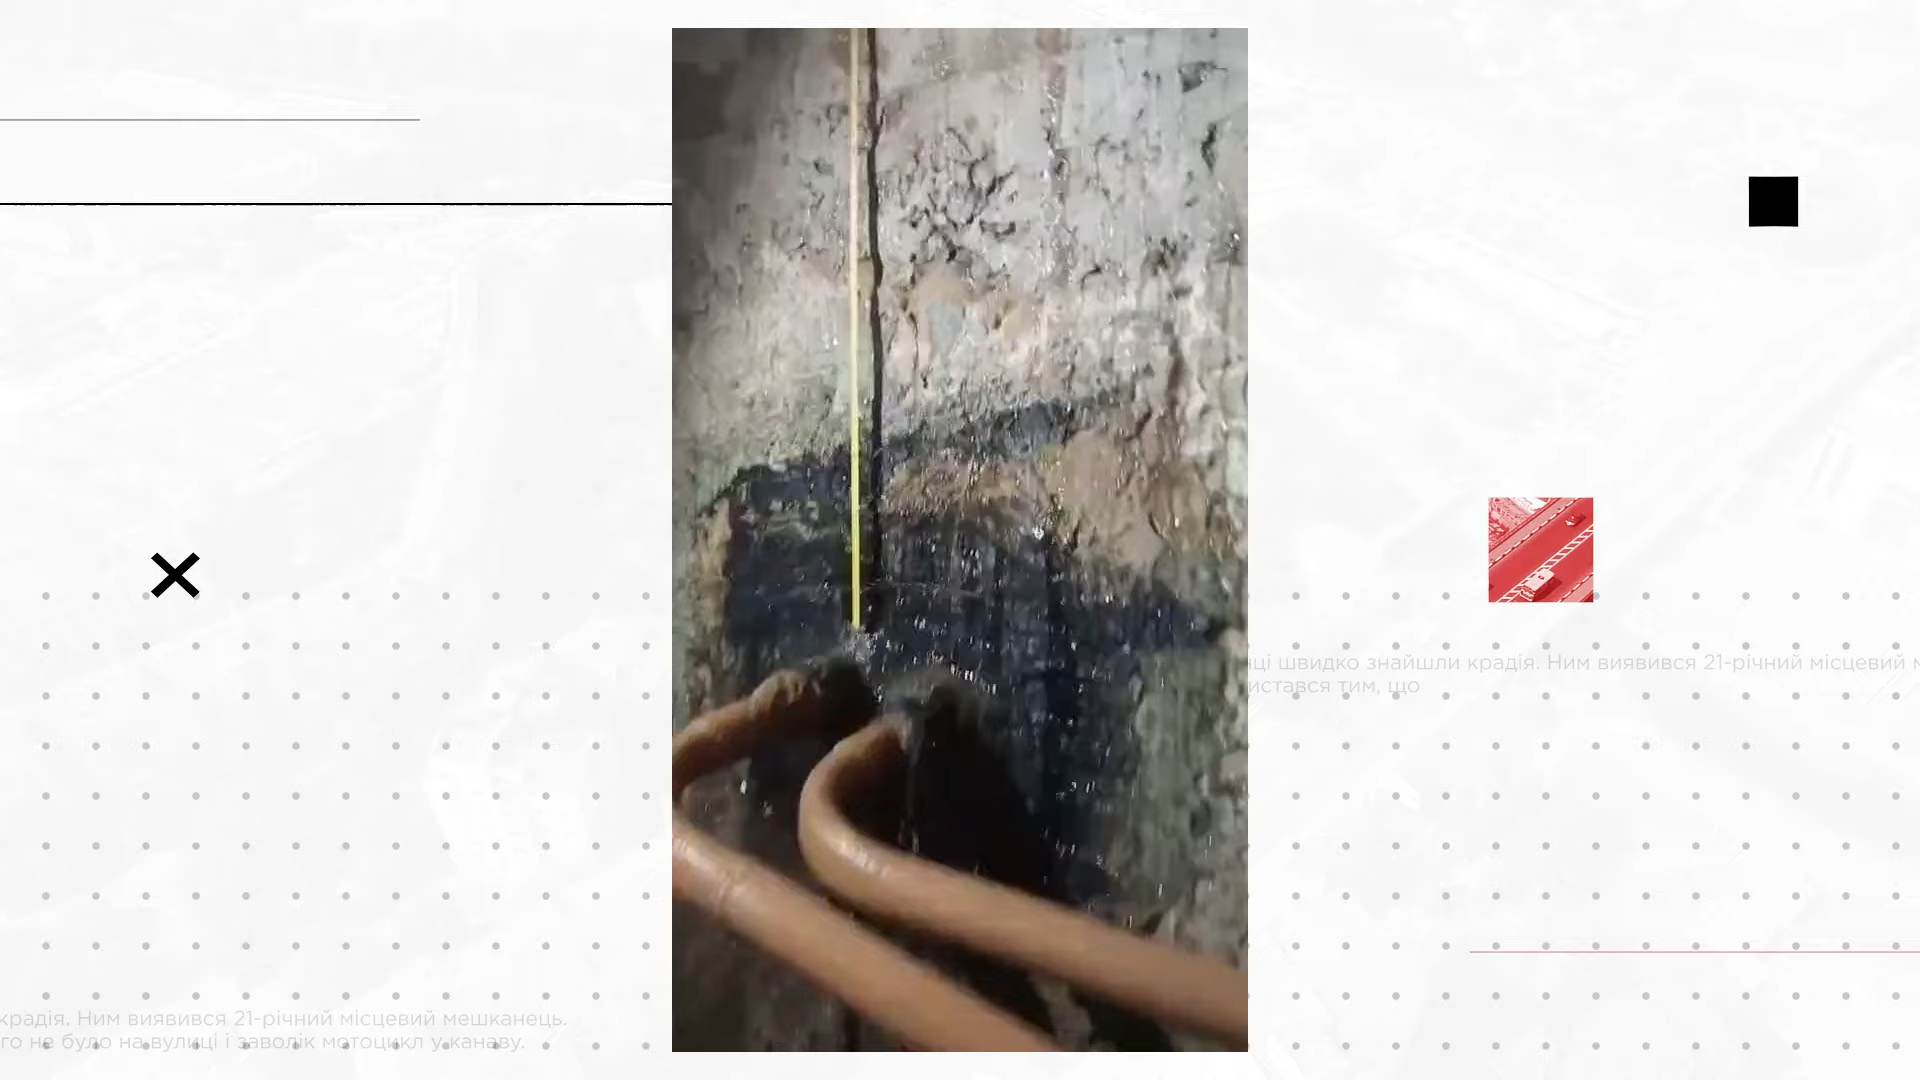 ці швидко знайшли крадія. Ним виявився 21-річний місцевий
истався тим, що
крадія. Ним виявився 21-річний місцевий мешканець.
го не було на вулиці і заволік мотоцикл у канаву.